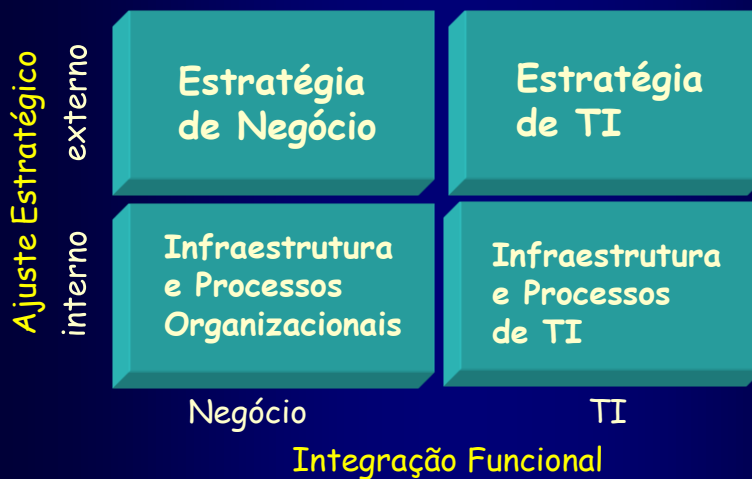 Ajuste Estratégico
externo
interno
Estratégia
de Negócio
Estratégia
de TI
Infraestrutura
e Processos
Organizacionais
Infraestrutura
e Processos
de TI
Negócio
TI
Integração Funcional